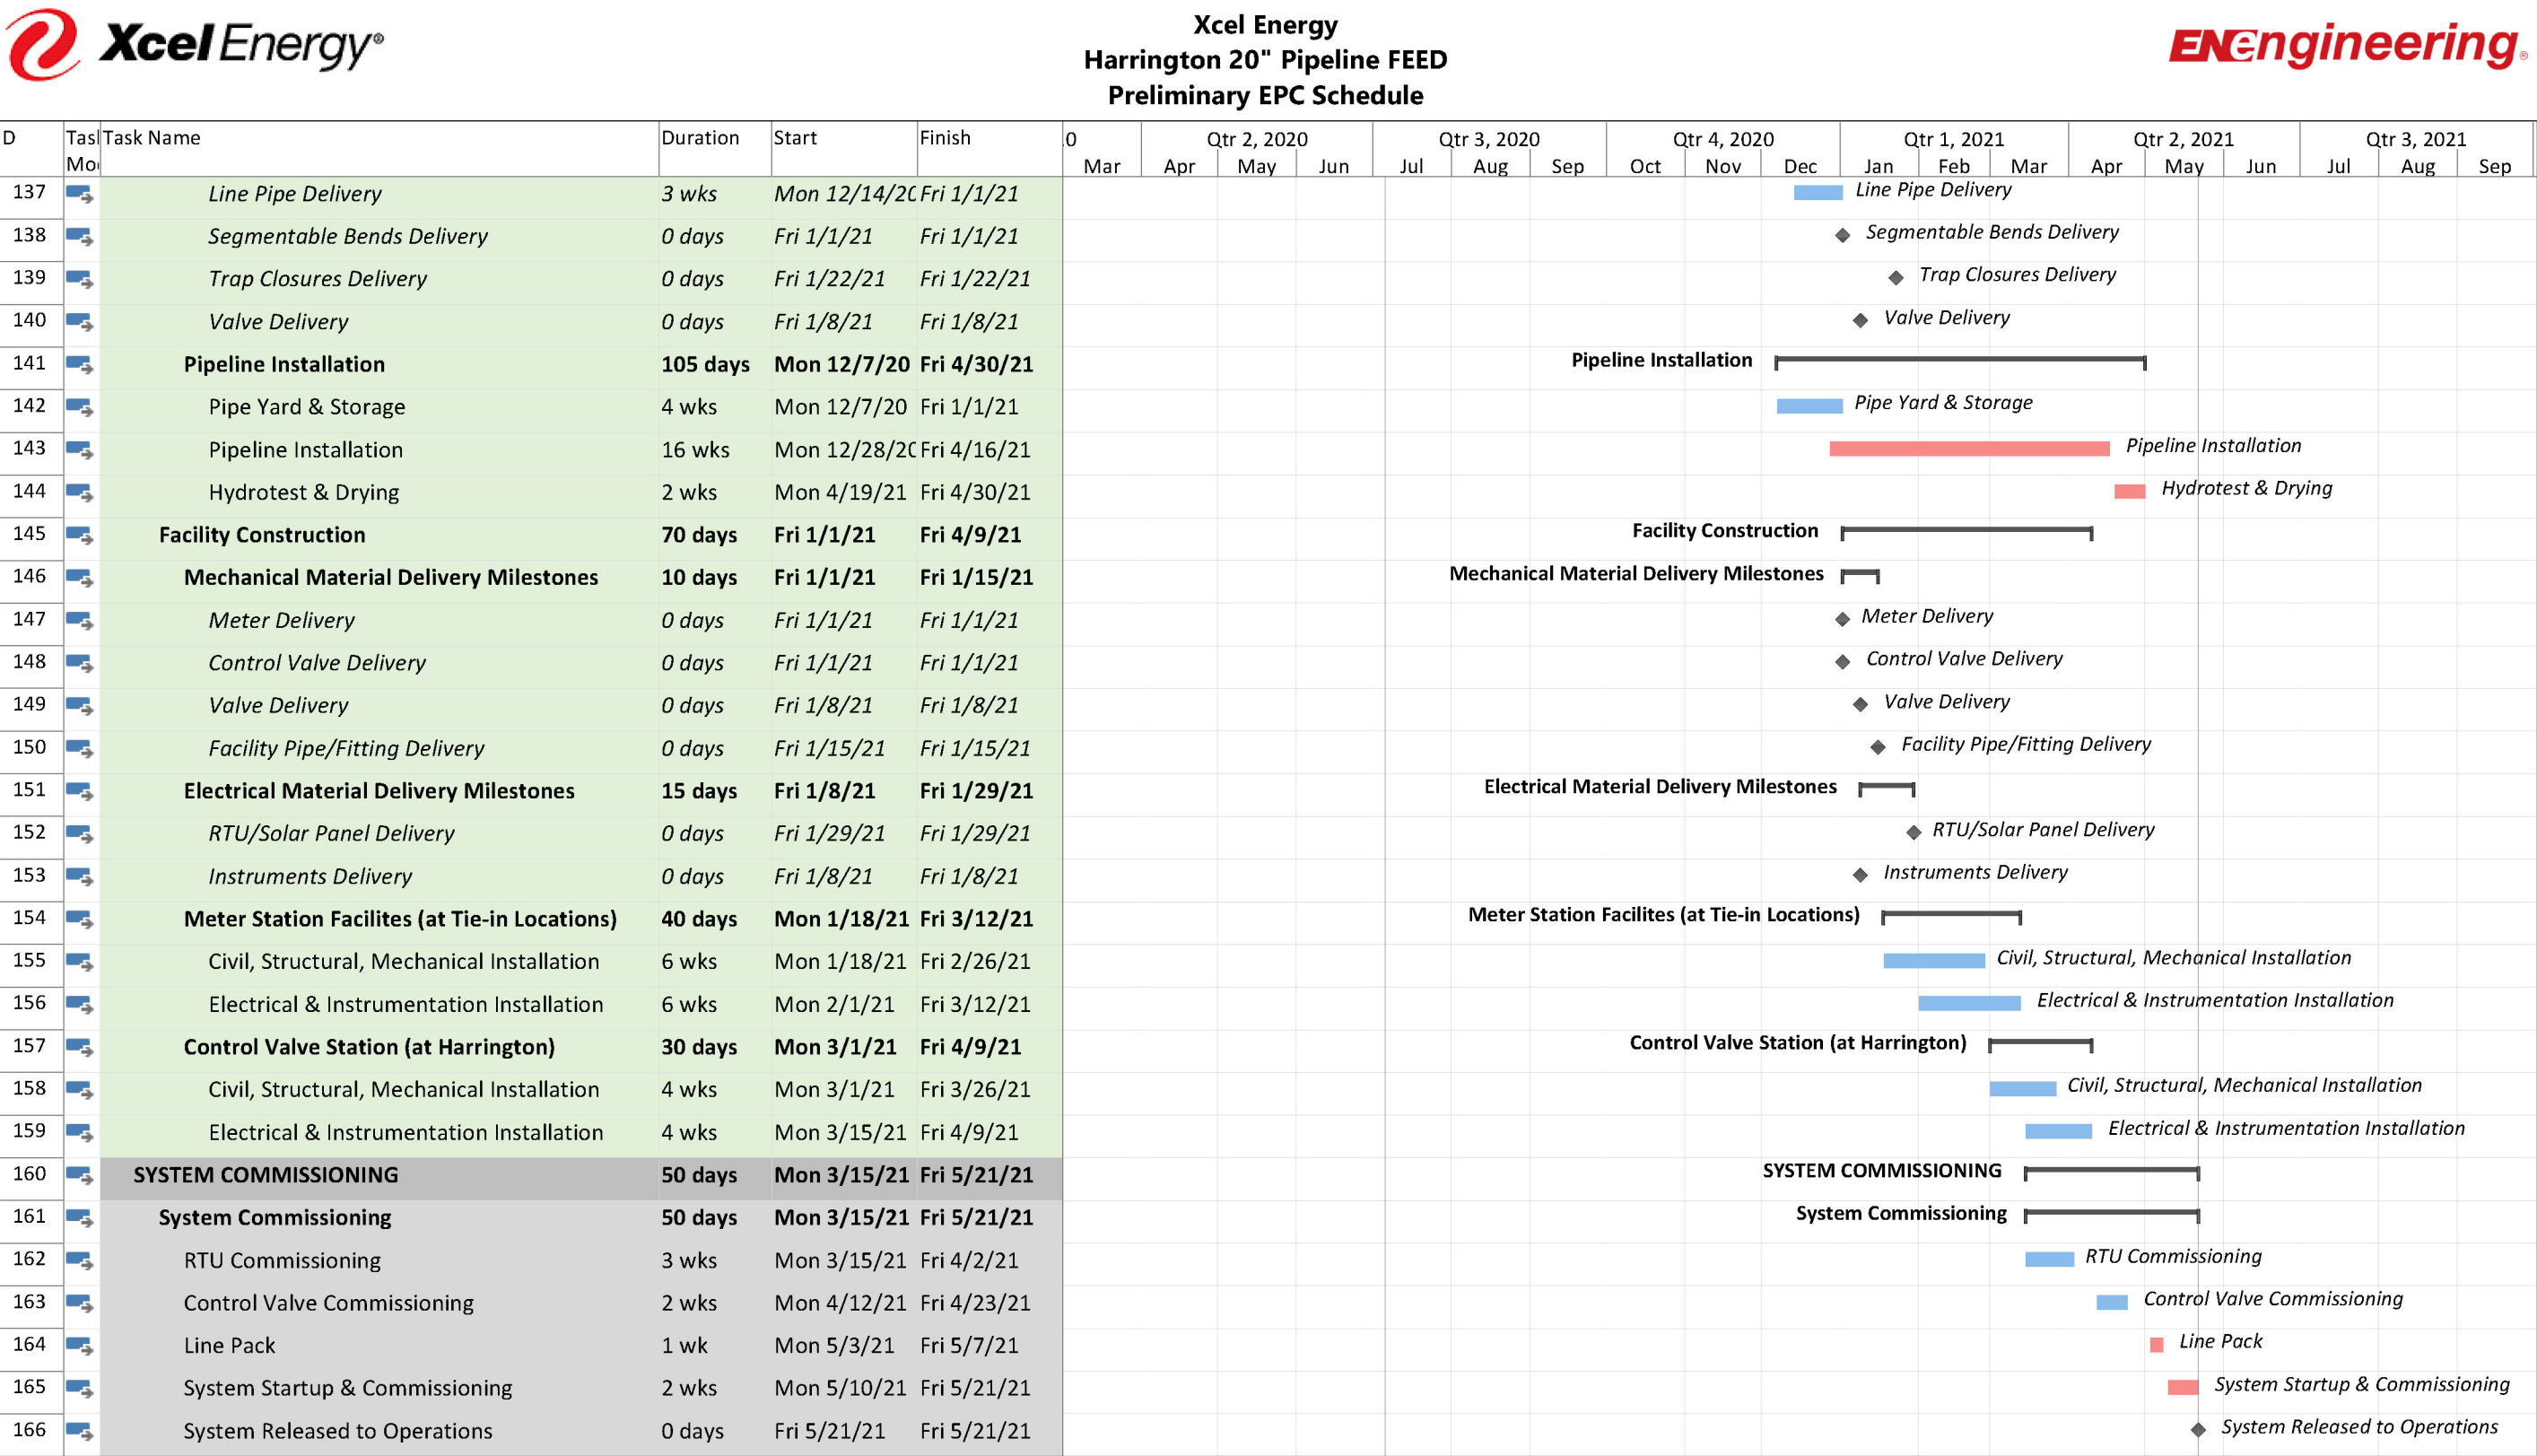 Xcel Energy®
Xcel Energy
Harrington 20" Pipeline FEED
Preliminary EPC Schedule
ENengineering®
D Tas Task Name Duration Start Finish 0 Qtr 2, 2020 Qtr 3, 2020 Qtr 4, 2020 Qtr 1, 2021 Qtr 2, 2021 Qtr 3, 2021
Mo Mar Apr May Jun Jul Aug Sep Oct Nov Dec Jan Feb Mar Apr May Jun Jul Aug Sep
137 Line Pipe Delivery 3 wks Mon 12/14/20 Fri 1/1/21 Line Pipe Delivery
138 Segmentable Bends Delivery 0 days Fri 1/1/21 Fri 1/1/21 Segmentable Bends Delivery
139 Trap Closures Delivery 0 days Fri 1/22/21 Fri 1/22/21 Trap Closures Delivery
140 Valve Delivery 0 days Fri 1/8/21 Fri 1/8/21 Valve Delivery
141 Pipeline Installation 105 days Mon 12/7/20 Fri 4/30/21 Pipeline Installation
142 Pipe Yard & Storage 4 wks Mon 12/7/20 Fri 1/1/21 Pipe Yard & Storage
143 Pipeline Installation 16 wks Mon 12/28/20 Fri 4/16/21 Pipeline Installation
144 Hydrotest & Drying 2 wks Mon 4/19/21 Fri 4/30/21 Hydrotest & Drying
145 Facility Construction 70 days Fri 1/1/21 Fri 4/9/21 Facility Construction
146 Mechanical Material Delivery Milestones 10 days Fri 1/1/21 Fri 1/15/21 Mechanical Material Delivery Milestones
147 Meter Delivery 0 days Fri 1/1/21 Fri 1/1/21 Meter Delivery
148 Control Valve Delivery 0 days Fri 1/1/21 Fri 1/1/21 Control Valve Delivery
149 Valve Delivery 0 days Fri 1/8/21 Fri 1/8/21 Valve Delivery
150 Facility Pipe/Fitting Delivery 0 days Fri 1/15/21 Fri 1/15/21 Facility Pipe/Fitting Delivery
151 Electrical Material Delivery Milestones 15 days Fri 1/8/21 Fri 1/29/21 Electrical Material Delivery Milestones
152 RTU/Solar Panel Delivery 0 days Fri 1/29/21 Fri 1/29/21 RTU/Solar Panel Delivery
153 Instruments Delivery 0 days Fri 1/8/21 Fri 1/8/21 Instruments Delivery
154 Meter Station Facilites (at Tie-in Locations) 40 days Mon 1/18/21 Fri 3/12/21 Meter Station Facilites (at Tie-in Locations)
155 Civil, Structural, Mechanical Installation 6 wks Mon 1/18/21 Fri 2/26/21 Civil, Structural, Mechanical Installation
156 Electrical & Instrumentation Installation 6 wks Mon 2/1/21 Fri 3/12/21 Electrical & Instrumentation Installation
157 Control Valve Station (at Harrington) 30 days Mon 3/1/21 Fri 4/9/21 Control Valve Station (at Harrington)
158 Civil, Structural, Mechanical Installation 4 wks Mon 3/1/21 Fri 3/26/21 Civil, Structural, Mechanical Installation
159 Electrical & Instrumentation Installation 4 wks Mon 3/15/21 Fri 4/9/21 Electrical & Instrumentation Installation
160 SYSTEM COMMISSIONING 50 days Mon 3/15/21 Fri 5/21/21 SYSTEM COMMISSIONING
161 System Commissioning 50 days Mon 3/15/21 Fri 5/21/21 System Commissioning
162 RTU Commissioning 3 wks Mon 3/15/21 Fri 4/2/21 RTU Commissioning
163 Control Valve Commissioning 2 wks Mon 4/12/21 Fri 4/23/21 Control Valve Commissioning
164 Line Pack 1 wk Mon 5/3/21 Fri 5/7/21 Line Pack
165 System Startup & Commissioning 2 wks Mon 5/10/21 Fri 5/21/21 System Startup & Commissioning
166 System Released to Operations 0 days Fri 5/21/21 Fri 5/21/21 System Released to Operations